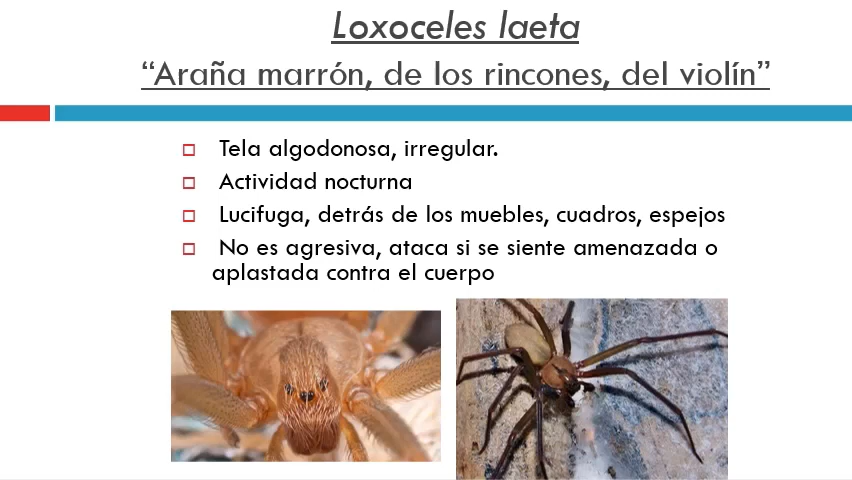 Loxoceles laeta
“Araña marrón, de los rincones, del violín”
Tela algodonosa, irregular.
Actividad nocturna
Lucifuga, detrás de los muebles, cuadros, espejos
No es agresiva, ataca si se siente amenazada o
aplastada contra el cuerpo